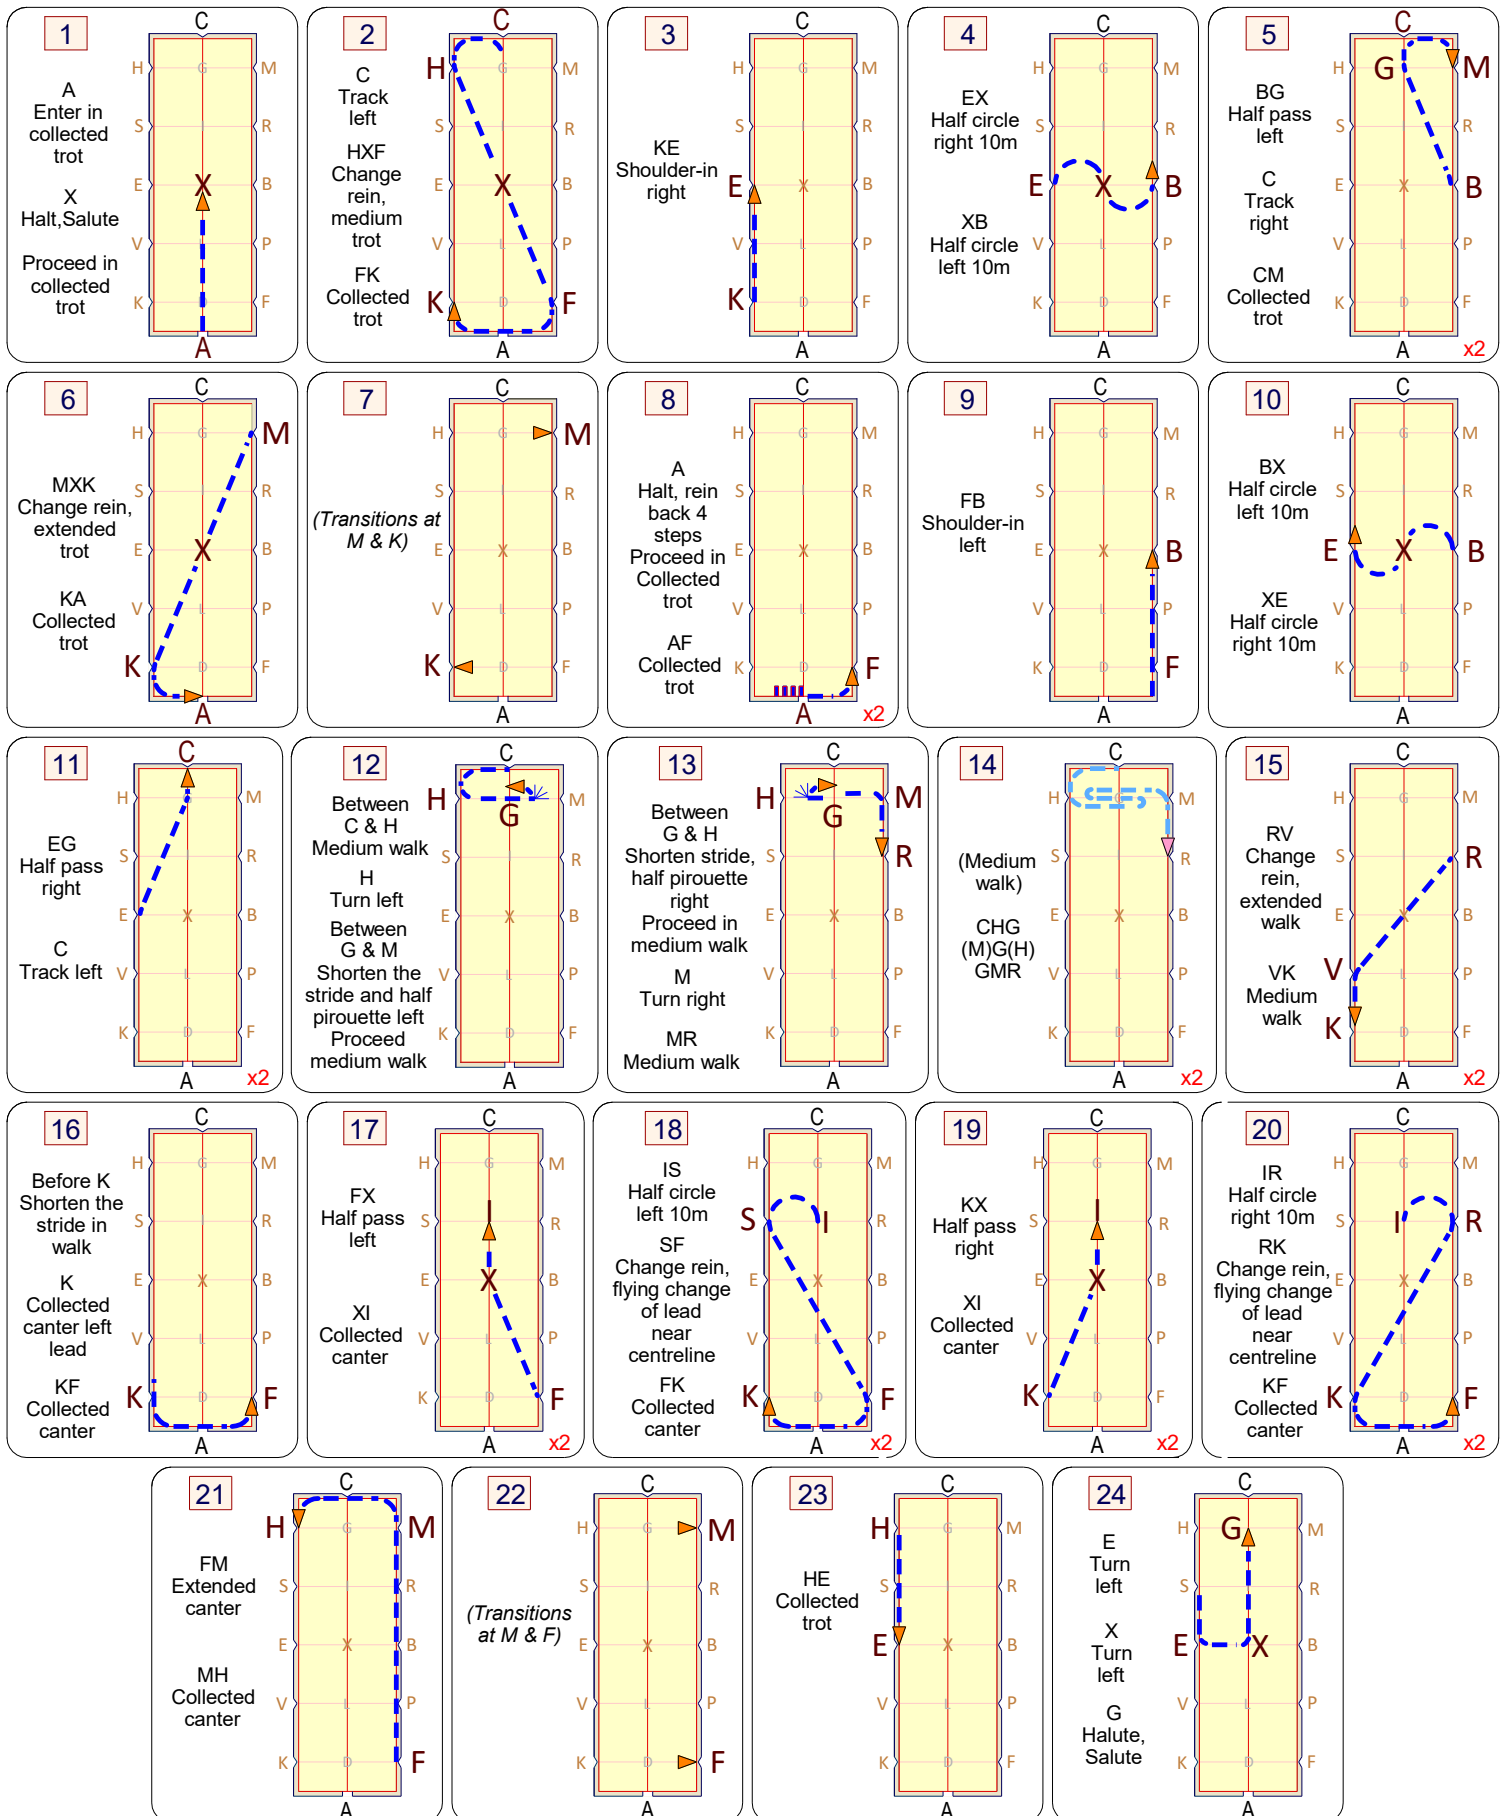 1
A
Enter in
collected
trot
X
Halt,Salute
Proceed in
collected
trot
C
H G M
S R
E X B
V P
K F
A
2
C
Track
left
HXF
Change
rein,
medium
trot
FK
Collected
trot
C
H G M
S R
E X B
V L P
K D F
A
3
KE
Shoulder-in
right
C
H G M
S R
E X B
V L P
K D F
A
4
EX
Half circle
right 10m
XB
Half circle
left 10m
C
H G M
S R
E X B
V L P
K D F
A
5
BG
Half pass
left
C
Track
right
CM
Collected
trot
C
H G M
S R
E X B
V L P
K D F
A
x2
6
MXK
Change rein,
extended
trot
KA
Collected
trot
C
H G M
S R
E X B
V L P
K D F
A
7
(Transitions at
M & K)
C
H G M
S R
E X B
V L P
K D F
A
8
A
Halt, rein
back 4
steps
Proceed in
Collected
trot
AF
Collected
trot
C
H G M
S R
E X B
V L P
K D F
A
x2
9
FB
Shoulder-in
left
C
H G M
S R
E X B
V L P
K D F
A
10
BX
Half circle
left 10m
XE
Half circle
right 10m
C
H G M
S R
E X B
V L P
K D F
A
11
EG
Half pass
right
C
Track left
C
H M
S R
E X B
V L P
K D F
A
x2
12
Between
C & H
Medium walk
H
Turn left
Between
G & M
Shorten the
stride and half
pirouette left
Proceed
medium walk
C
H G M
S R
E X B
V L P
K D F
A
13
Between
G & H
Shorten stride,
half pirouette
right
Proceed in
medium walk
M
Turn right
MR
Medium walk
C
H G M
S R
E X B
V L P
K D F
A
14
(Medium
walk)
CHG
(M)G(H)
GMR
C
H G M
S R
E X B
V L P
K D F
A
x2
15
RV
Change
rein,
extended
walk
VK
Medium
walk
C
H G M
S R
E X B
V L P
K D F
A
x2
16
Before K
Shorten the
stride in
walk
K
Collected
canter left
lead
KF
Collected
canter
C
H G M
S R
E X B
V L P
K D F
A
17
FX
Half pass
left
XI
Collected
canter
C
H G M
S I R
E X B
V L P
K D F
A
x2
18
IS
Half circle
left 10m
SF
Change rein,
flying change
of lead
near
centreline
FK
Collected
canter
C
H G M
S I R
E X B
V L P
K D F
A
x2
19
KX
Half pass
right
XI
Collected
canter
C
H G M
S I R
E X B
V L P
K D F
A
x2
20
IR
Half circle
right 10m
RK
Change rein,
flying change
of lead
near
centreline
KF
Collected
canter
C
H G M
S I R
E X B
V L P
K D F
A
x2
21
FM
Extended
canter
MH
Collected
canter
C
H G M
S R
E X B
V L P
K D F
A
22
(Transitions
at M & F)
C
H G M
S R
E X B
V L P
K D F
A
23
HE
Collected
trot
C
H G M
S R
E X B
V L P
K D F
A
24
E
Turn
left
X
Turn
left
G
Halute,
Salute
C
H G M
S R
E X B
V L P
K D F
A